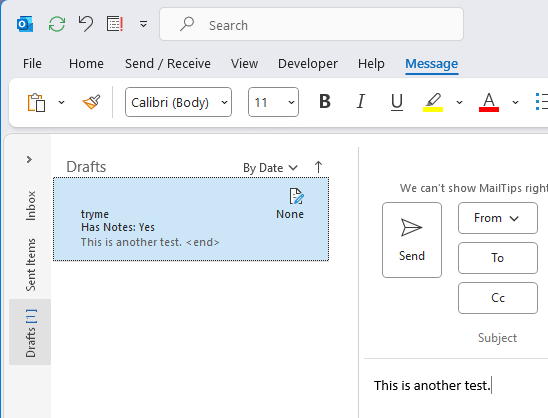 Search
File Home Send / Receive View Developer Help Message
Calibri (Body) 11 B I U A
Drafts By Date
We can't show MailTips right
tryme None
Has Notes: Yes
This is another test. <end>
Inbox
Sent Items
Drafts [1]
From
Send
To
Cc
Subject
This is another test.